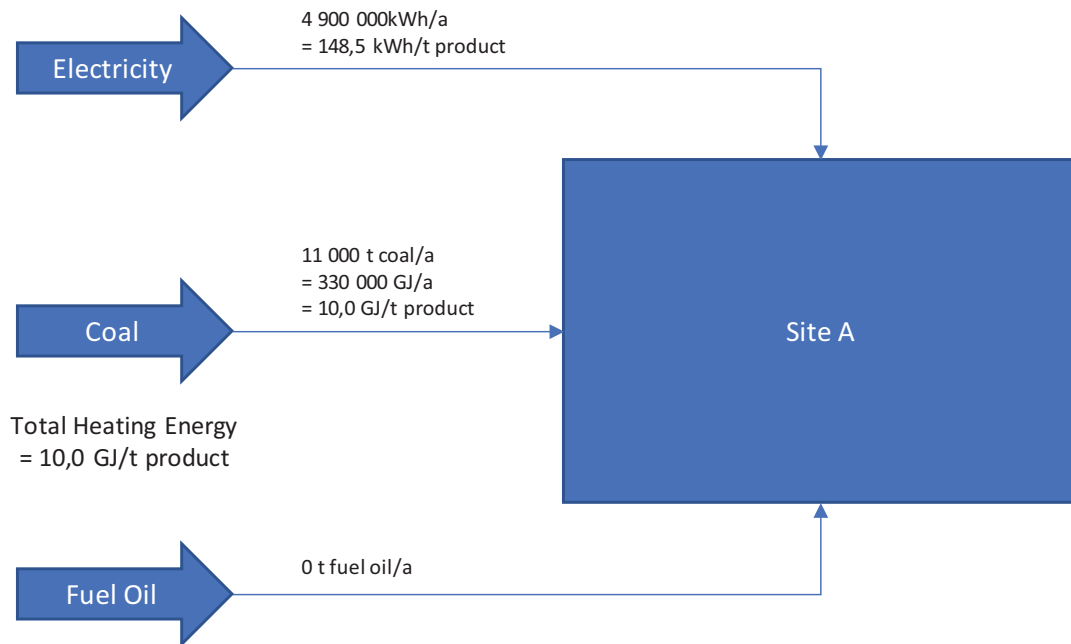 4 900 000kWh/a
= 148,5 kWh/t product
Electricity
11 000 t coal/a
= 330 000 GJ/a
= 10,0 GJ/t product
Coal
Site A
Total Heating Energy
= 10,0 GJ/t product
0 t fuel oil/a
Fuel Oil